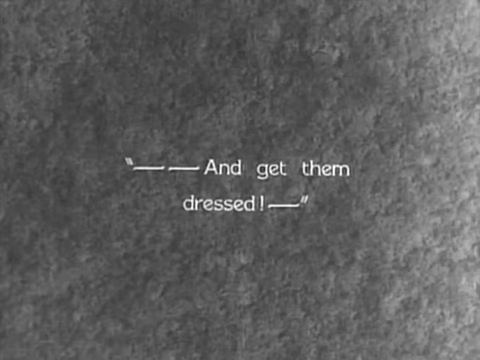 “— — And get them
dressed! —”